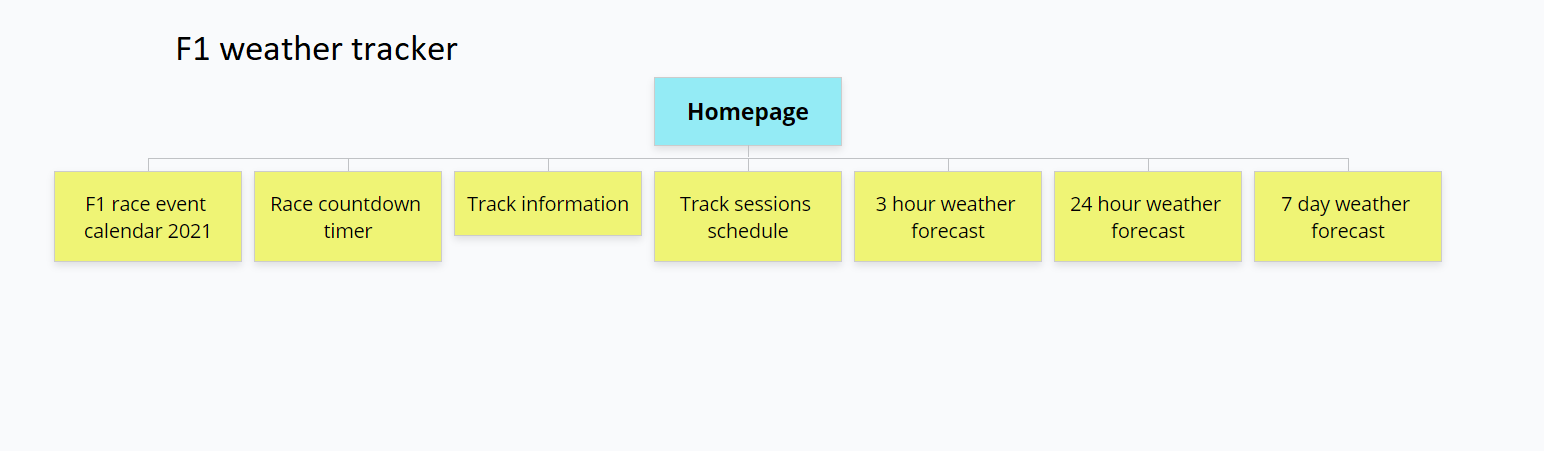 F1 weather tracker
Homepage
F1 race event
calendar 2021
Race countdown
timer
Track information
Track sessions
schedule
3 hour weather
forecast
24 hour weather
forecast
7 day weather
forecast